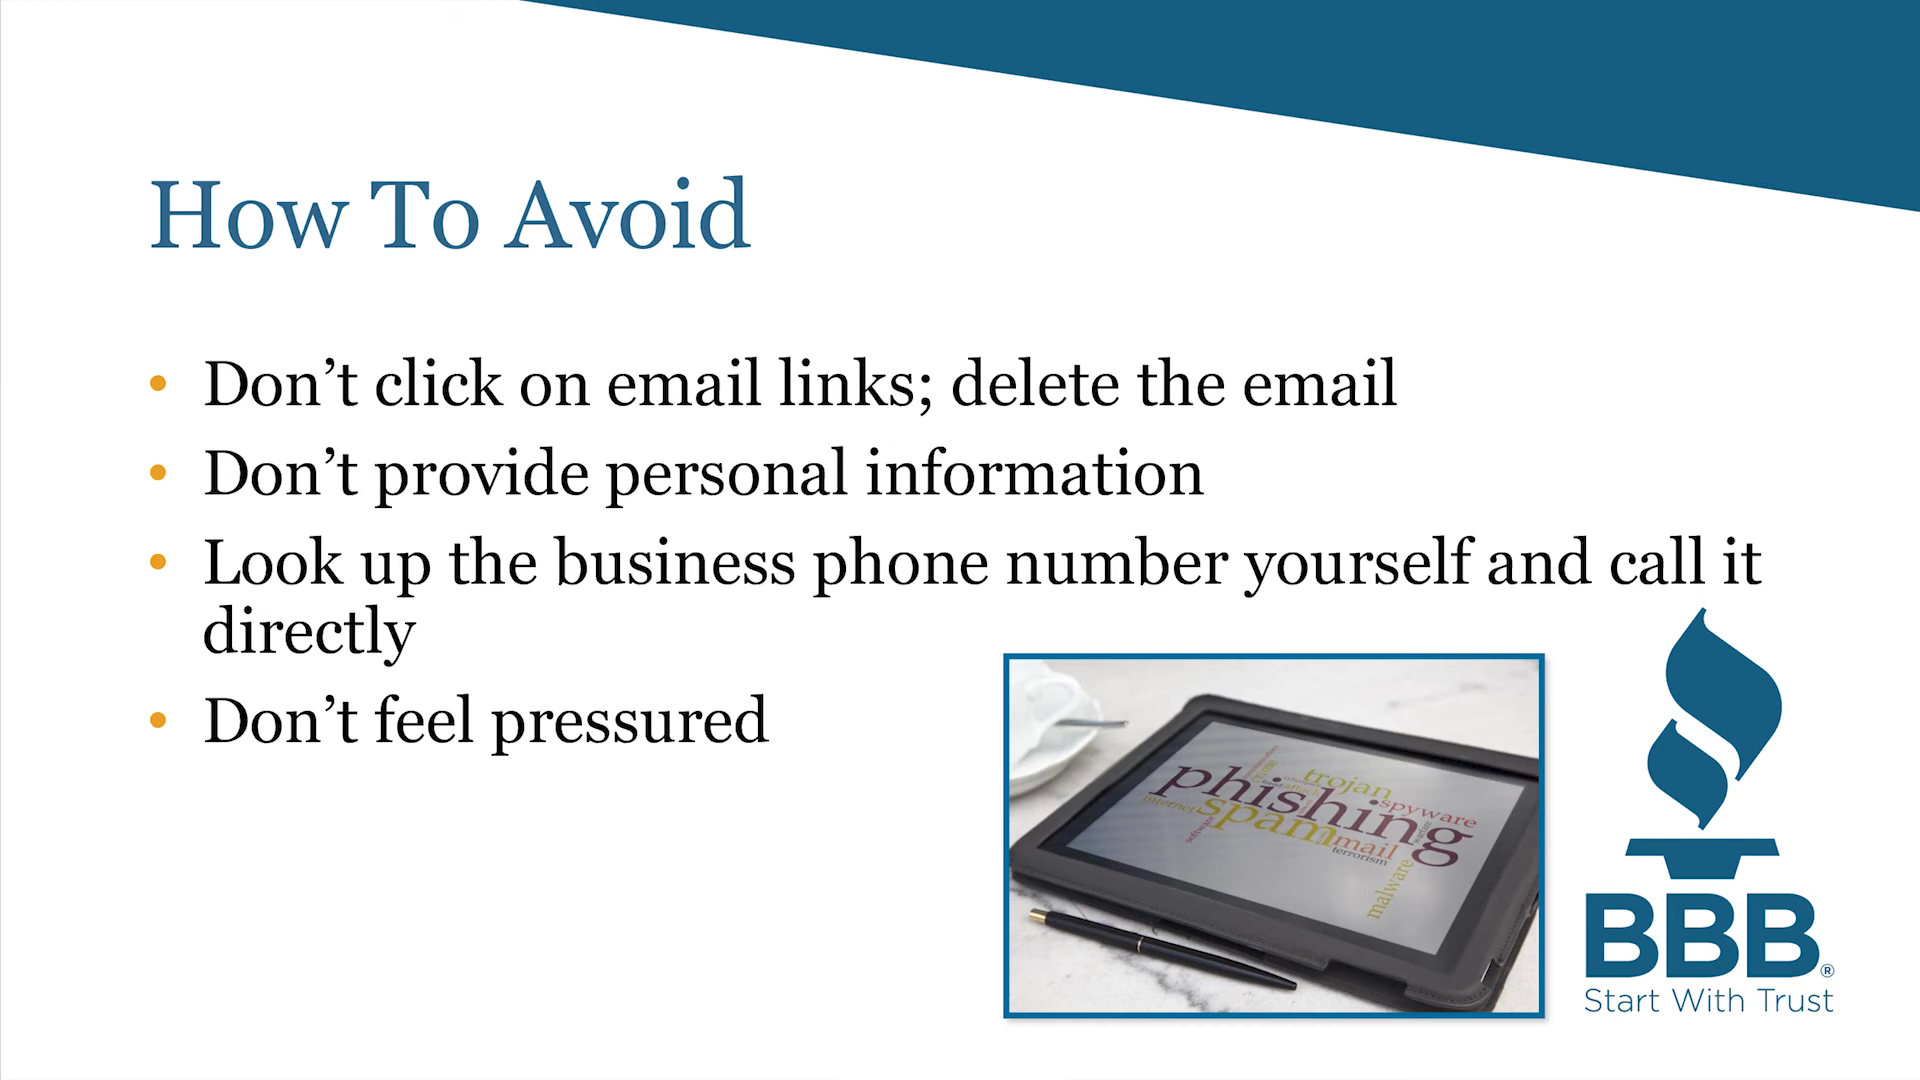 How To Avoid
• Don’t click on email links; delete the email
• Don’t provide personal information
• Look up the business phone number yourself and call it
directly
• Don’t feel pressured
trojan
phishing
spyware
internet
spam
mail
software
terrorism
malware
crime
BBB®
Start With Trust